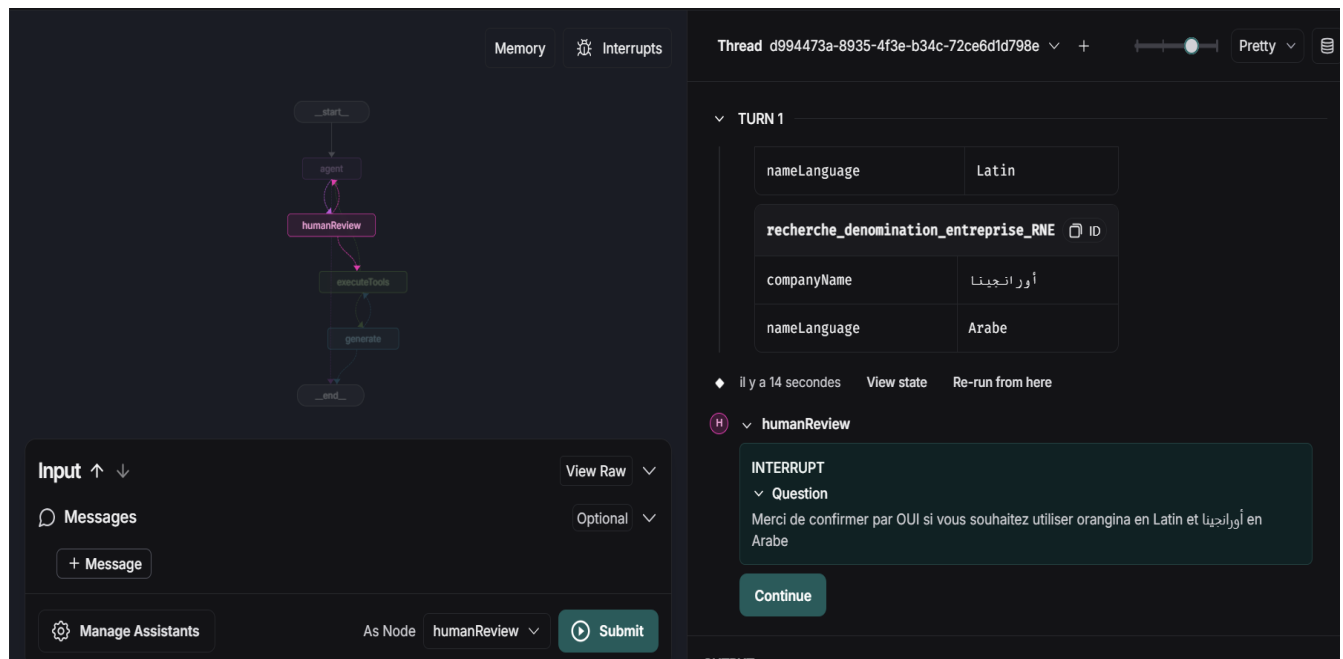 Memory
Interrupts
__start__
agent
humanReview
executeTools
generate
__end__
Input
View Raw
Messages
Optional
+ Message
Manage Assistants
As Node humanReview
Submit
Thread d994473a-8935-4f3e-b34c-72ce6d1d798e +
Pretty
TURN 1
nameLanguage Latin
recherche_denomination_entreprise_RNE ID
companyName أورانجينا
nameLanguage Arabe
il y a 14 secondes View state Re-run from here
H humanReview
INTERRUPT
Question
Merci de confirmer par OUI si vous souhaitez utiliser orangina en Latin et أورانجينا en
Arabe
Continue